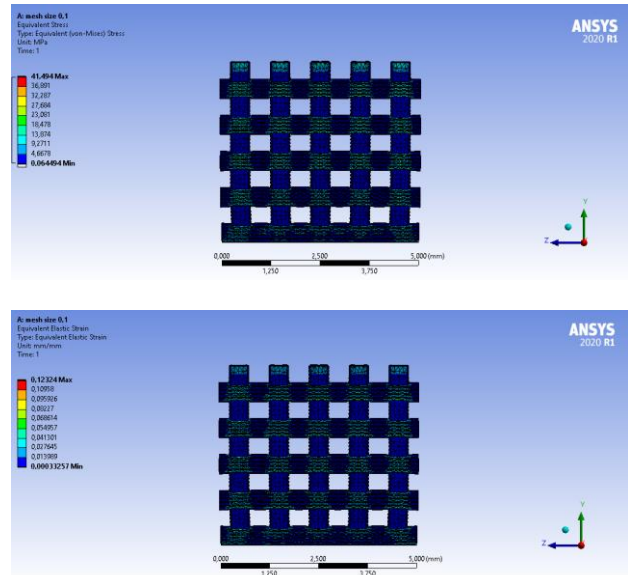 A: mesh size 0,1
Equivalent Stress
Type: Equivalent (von-Mises) Stress
Unit: MPa
Time: 1
ANSYS
2020 R1
41,494 Max
36,891
32,287
27,684
23,081
18,478
13,874
9,2711
4,6678
0,064494 Min
Y
Z
0,000
2,500
5,000 (mm)
1,250
3,750
A: mesh size 0,1
Equivalent Elastic Strain
Type: Equivalent Elastic Strain
Unit: mm/mm
Time: 1
ANSYS
2020 R1
0,12324 Max
0,10958
0,095926
0,08227
0,068614
0,054957
0,041301
0,027645
0,013989
0,00033257 Min
Y
Z
0,000
2,500
5,000 (mm)
1,250
3,750